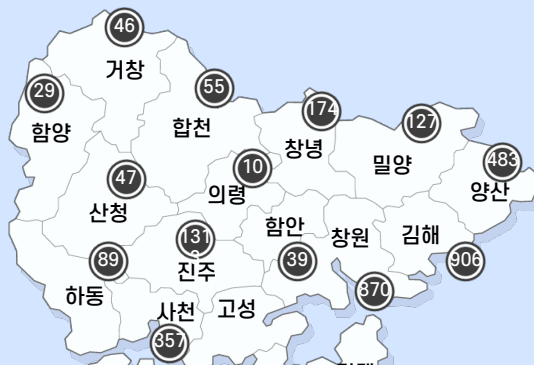 46
거창
29
함양
55
합천
174
창녕
127
밀양
483
양산
47
산청
10
의령
131
진주
함안
39
창원
김해
906
89
하동
870
사천
357
고성